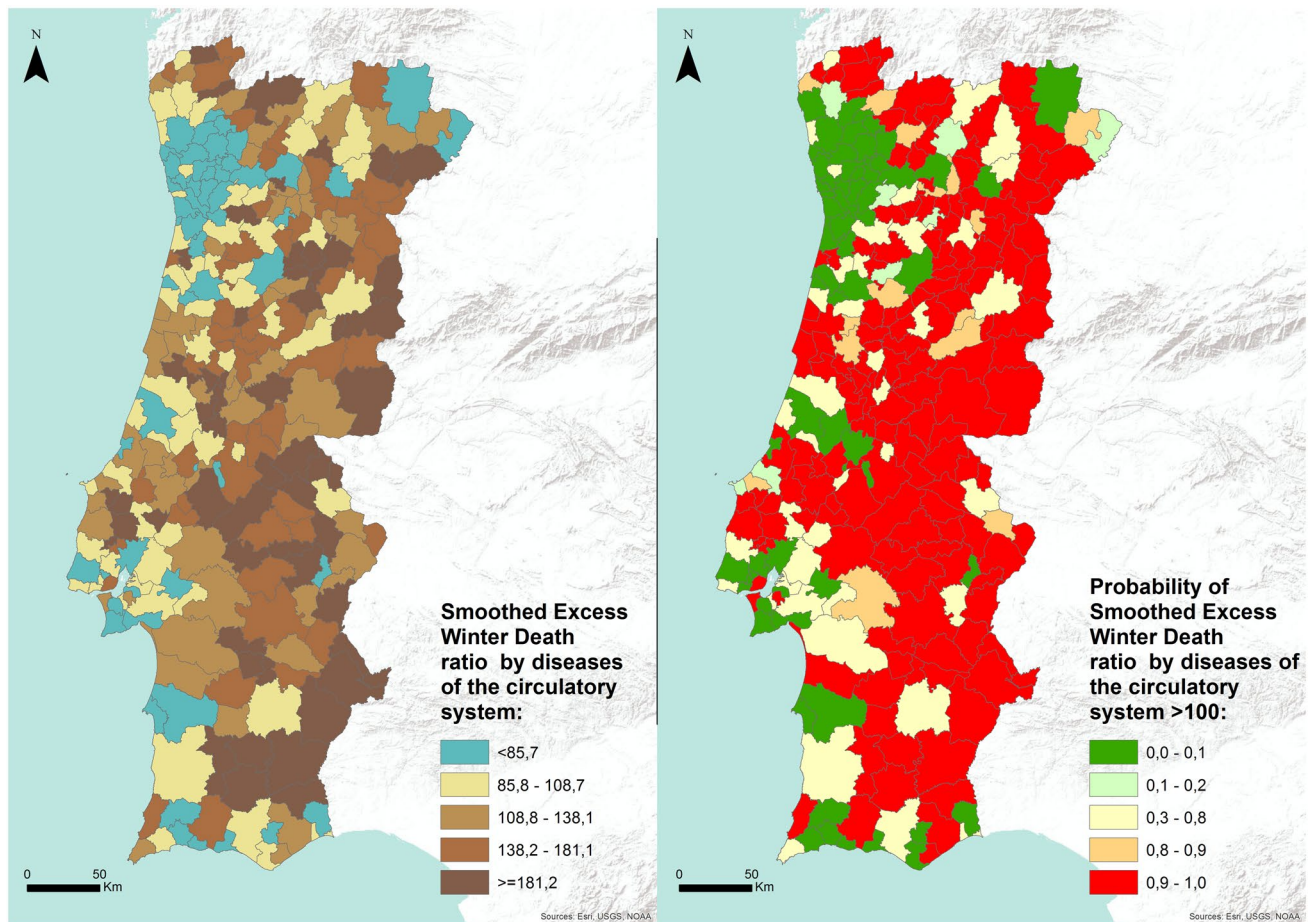 N
Smoothed Excess
Winter Death
ratio by diseases
of the circulatory
system:
<85,7
85,8 - 108,7
108,8 - 138,1
138,2 - 181,1
>=181,2
0 50
Km
Sources: Esri, USGS, NOAA
N
Probability of
Smoothed Excess
Winter Death
ratio by diseases of
the circulatory
system >100:
0,0 - 0,1
0,1 - 0,2
0,3 - 0,8
0,8 - 0,9
0,9 - 1,0
0 50
Km
Sources: Esri, USGS, NOAA